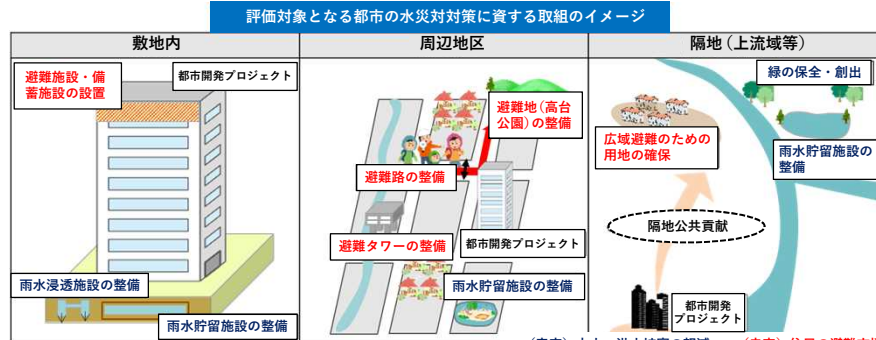 評価対象となる都市の水災対対策に資する取組のイメージ
敷地内
周辺地区
隔地（上流域等）
避難施設・備
蓄施設の設置
都市開発プロジェクト
雨水浸透施設の整備
雨水貯留施設の整備
避難地（高台
公園）の整備
避難路の整備
避難タワーの整備
都市開発プロジェクト
雨水貯留施設の整備
緑の保全・創出
広域避難のための
用地の確保
雨水貯留施設の
整備
隔地公共貢献
都市開発
プロジェクト